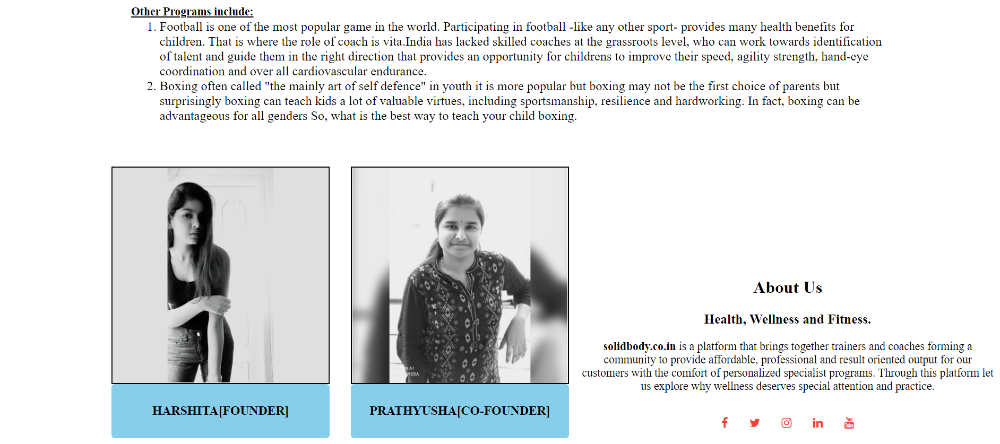 Other Programs include:
1. Football is one of the most popular game in the world. Participating in football -like any other sport- provides many health benefits for
children. That is where the role of coach is vita.India has lacked skilled coaches at the grassroots level, who can work towards identification
of talent and guide them in the right direction that provides an opportunity for childrens to improve their speed, agility strength, hand-eye
coordination and over all cardiovascular endurance.
2. Boxing often called "the mainly art of self defence" in youth it is more popular but boxing may not be the first choice of parents but
surprisingly boxing can teach kids a lot of valuable virtues, including sportsmanship, resilience and hardworking. In fact, boxing can be
advantageous for all genders So, what is the best way to teach your child boxing.
HARSHITA[FOUNDER]
PRATHYUSHA[CO-FOUNDER]
About Us
Health, Wellness and Fitness.
solidbody.co.in is a platform that brings together trainers and coaches forming a
community to provide affordable, professional and result oriented output for our
customers with the comfort of personalized specialist programs. Through this platform let
us explore why wellness deserves special attention and practice.
You
Tube